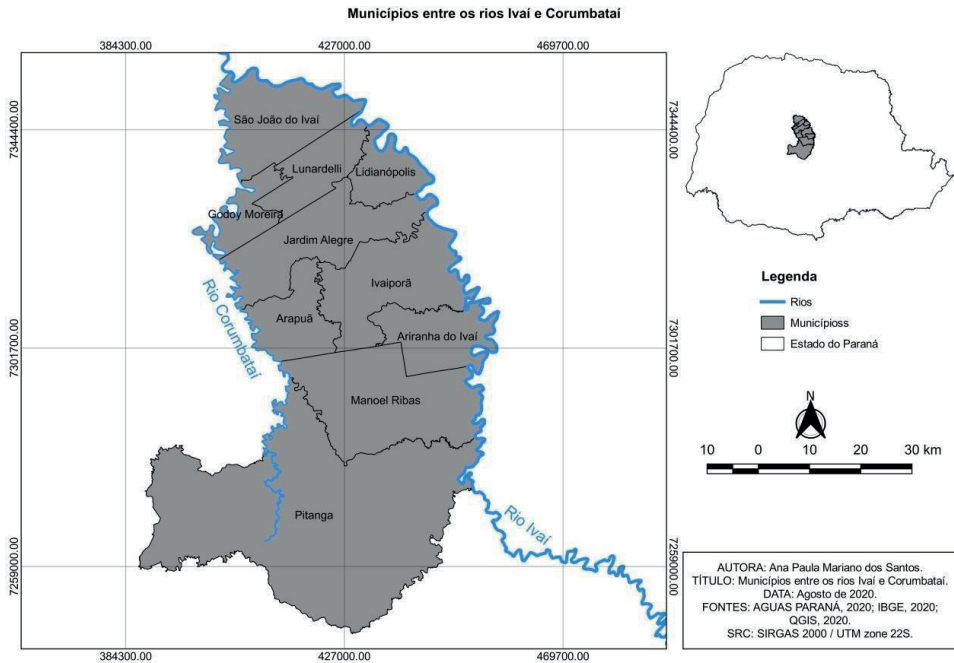 Municípios entre os rios Ivaí e Corumbataí
384300.00
427000.00
469700.00
7344400.00
7344400.00
São João do Ivaí
Lunardelli
Lidianópolis
Godoy Moreira
Jardim Alegre
Ivaiporã
Rio Corumbataí
Arapuã
Ariranha do Ivaí
7301700.00
7301700.00
Manoel Ribas
Pitanga
Rio Ivaí
7259000.00
7259000.00
384300.00
427000.00
469700.00
Legenda
Rios
Municípioss
Estado do Paraná
N
10 0 10 20 30 km
AUTORA: Ana Paula Mariano dos Santos.
TÍTULO: Municípios entre os rios Ivaí e Corumbataí.
DATA: Agosto de 2020.
FONTES: AGUAS PARANÁ, 2020; IBGE, 2020;
QGIS, 2020.
SRC: SIRGAS 2000 / UTM zone 22S.